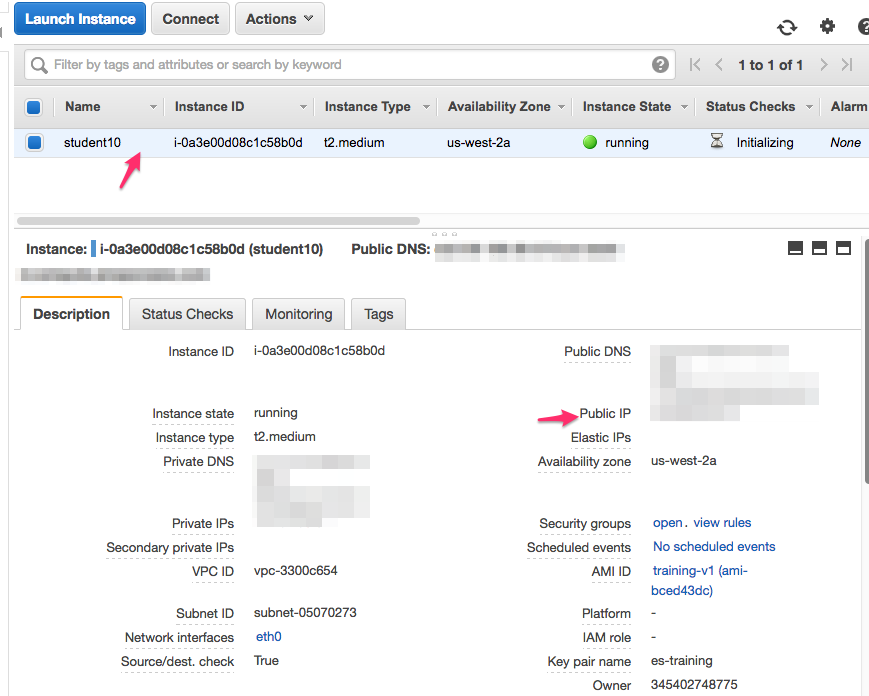 Launch Instance Connect Actions
Filter by tags and attributes or search by keyword 1 to 1 of 1
Name Instance ID Instance Type Availability Zone Instance State Status Checks Alarm
student10 i-0a3e00d08c1c58b0d t2.medium us-west-2a running Initializing None
Instance: i-0a3e00d08c1c58b0d (student10) Public DNS:
Description Status Checks Monitoring Tags
Instance ID i-0a3e00d08c1c58b0d Public DNS
Instance state running Public IP
Instance type t2.medium Elastic IPs
Private DNS Availability zone us-west-2a
Private IPs Security groups open. view rules
Secondary private IPs Scheduled events No scheduled events
VPC ID vpc-3300c654 AMI ID training-v1 (ami-
bced43dc)
Subnet ID subnet-05070273 Platform -
Network interfaces eth0 IAM role -
Source/dest. check True Key pair name es-training
Owner 345402748775